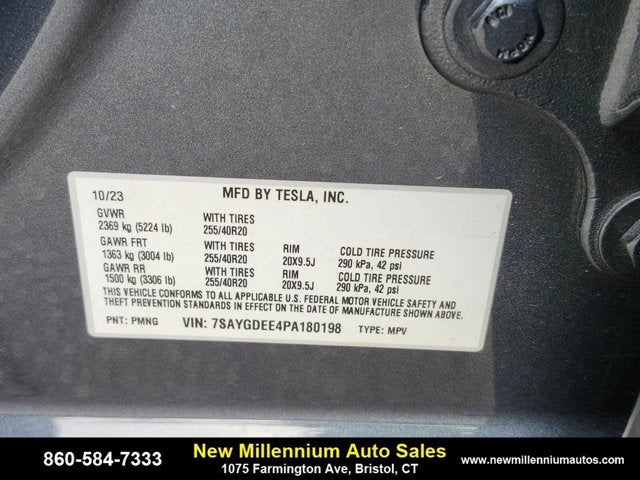 10/23 MFD BY TESLA, INC.
GVWR WITH TIRES
2369 kg (5224 lb) 255/40R20
GAWR FRT WITH TIRES RIM COLD TIRE PRESSURE
1363 kg (3004 lb) 255/40R20 20X9.5J 290 kPa, 42 psi
GAWR RR WITH TIRES RIM COLD TIRE PRESSURE
1500 kg (3306 lb) 255/40R20 20X9.5J 290 kPa, 42 psi
THIS VEHICLE CONFORMS TO ALL APPLICABLE U.S. FEDERAL MOTOR VEHICLE SAFETY AND
THEFT PREVENTION STANDARDS IN EFFECT ON THE DATE OF MANUFACTURE SHOWN ABOVE.
PNT: PMNG VIN: 7SAYGDEE4PA180198 TYPE: MPV
860-584-7333 New Millennium Auto Sales www.newmillenniumautos.com
1075 Farmington Ave, Bristol, CT